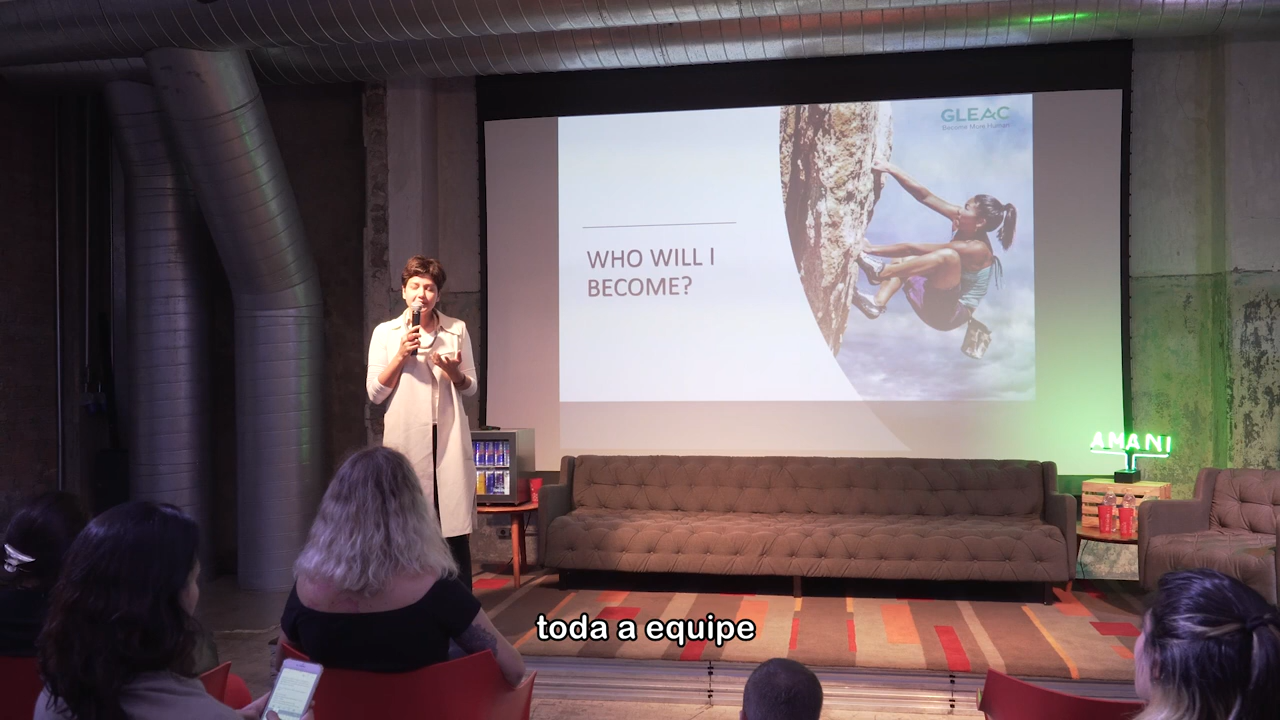 GLEAC
Become More Human
WHO WILL I
BECOME?
AMANI
toda a equipe